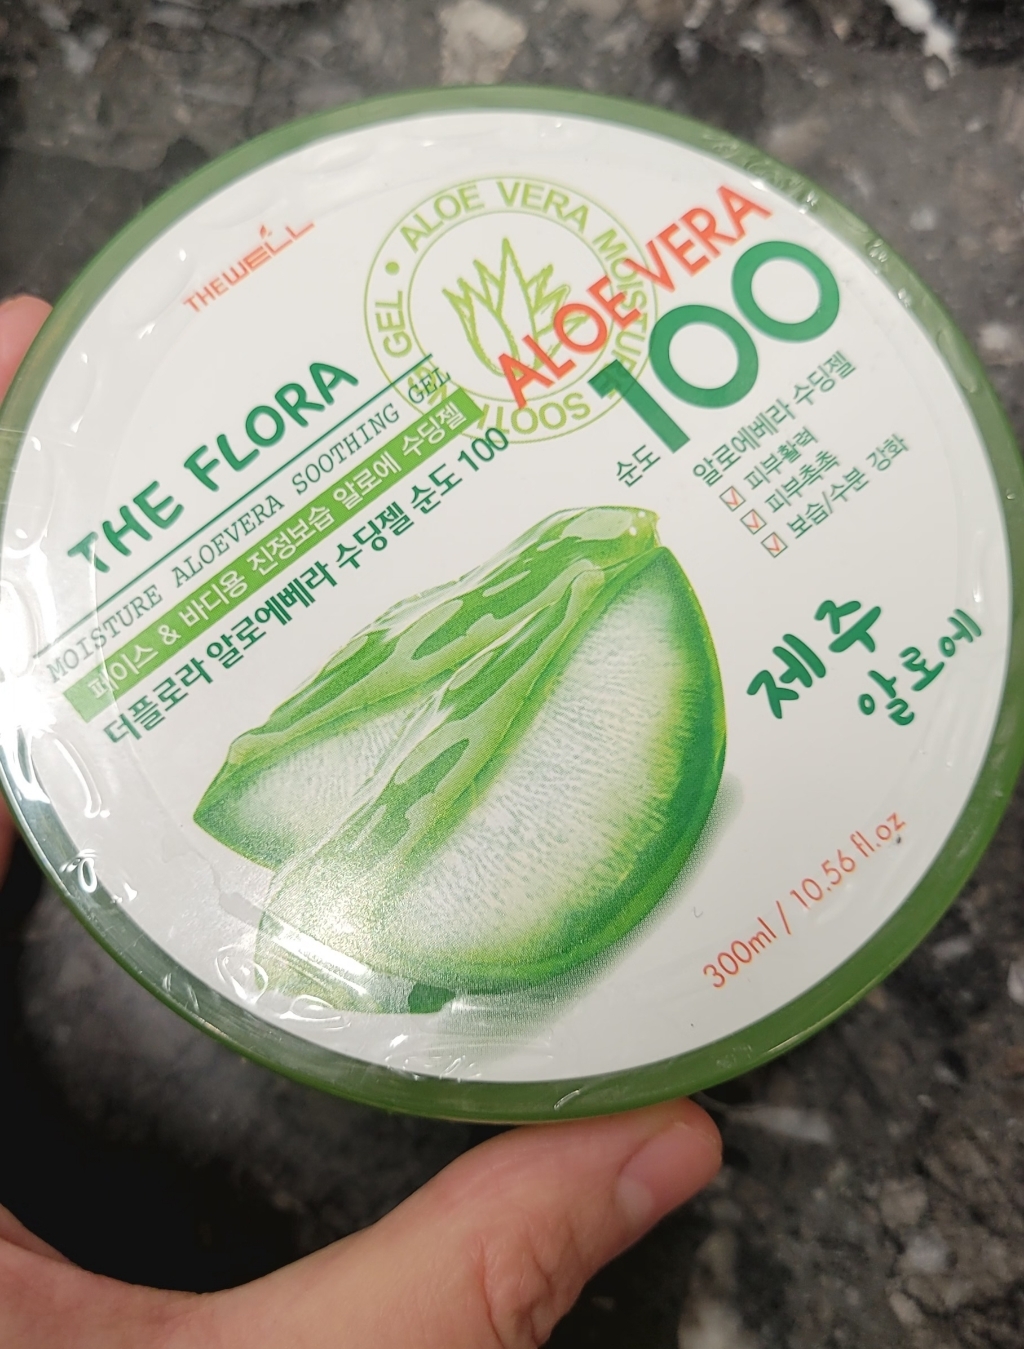 THEWELL
THE FLORA
MOISTURE ALOEVERA SOOTHING GEL
페이스 & 바디용 진정보습 알로에 수딩젤
더플로라 알로에베라 수딩젤 순도 100
ALOE VERA MOISTURE SOOTHING GEL
ALOE VERA
순도 100
알로에베라 수딩젤
피부활력
피부촉촉
보습/수분 강화
제주
알로에
300ml / 10.56 fl.oz